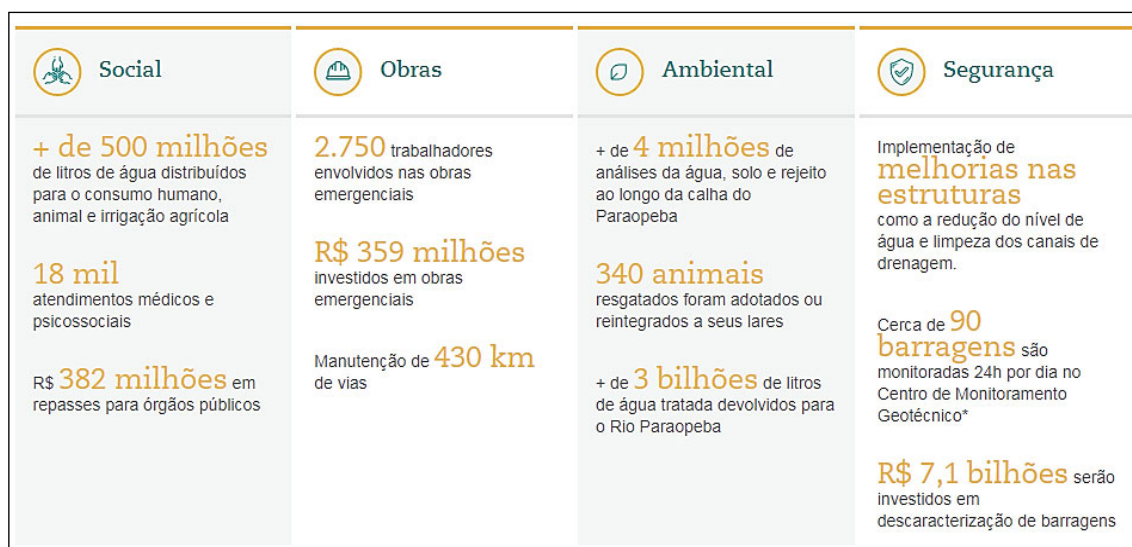 Social
+ de 500 milhões
de litros de água distribuídos
para o consumo humano,
animal e irrigação agrícola
18 mil
atendimentos médicos e
psicossociais
R$ 382 milhões em
repasses para órgãos públicos
Obras
2.750 trabalhadores
envolvidos nas obras
emergenciais
R$ 359 milhões
investidos em obras
emergenciais
Manutenção de 430 km
de vias
Ambiental
+ de 4 milhões de
análises da água, solo e rejeito
ao longo da calha do
Paraopeba
340 animais
resgatados foram adotados ou
reintegrados a seus lares
+ de 3 bilhões de litros
de água tratada devolvidos para
o Rio Paraopeba
Segurança
Implementação de
melhorias nas
estruturas
como a redução do nível de
água e limpeza dos canais de
drenagem.
Cerca de 90
barragens são
monitoradas 24h por dia no
Centro de Monitoramento
Geotécnico*
R$ 7,1 bilhões serão
investidos em
descaracterização de barragens